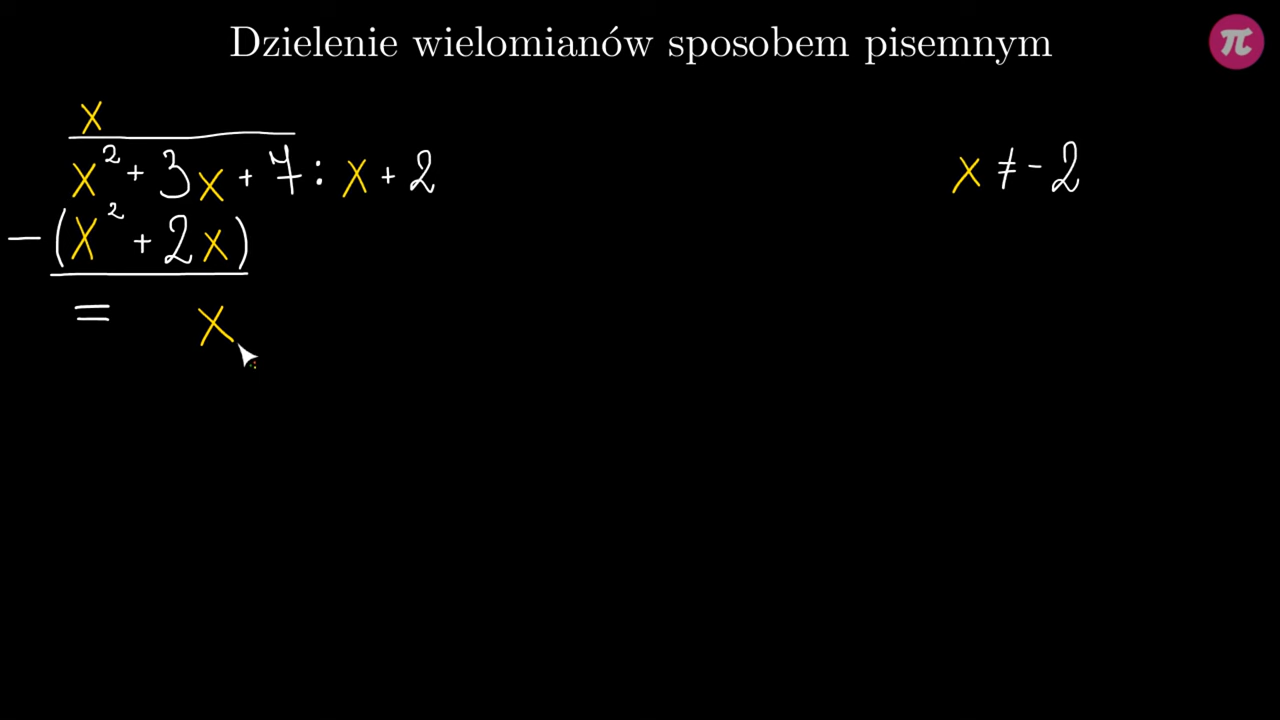 Dzielenie wielomianów sposobem pisemnym
π
x
x² + 3x + 7 : x + 2
x ≠ -2
- (x² + 2x)
= x